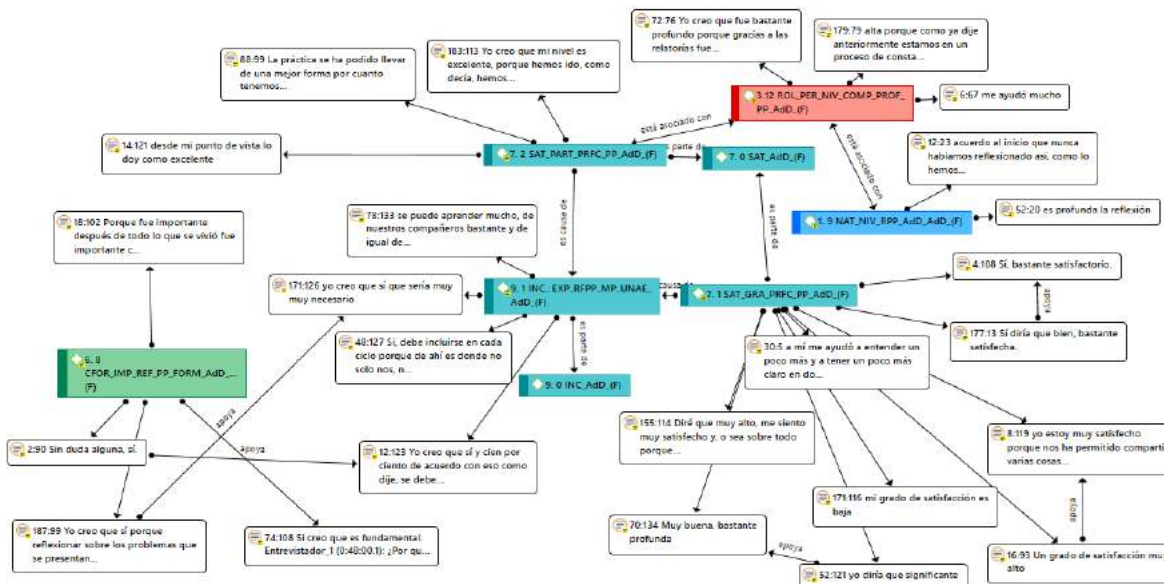 72:76 Yo creo que fue bastante
profundo porque gracias a las
relatorias fue...
179:79 alta porque como ya dije
anteriormente estamos en un
proceso de consta...
88:99 La práctica se ha podido llevar
de una mejor forma por cuanto
tenemos...
183:113 Yo creo que mi nivel es
excelente, porque hemos ido, como
decía, hemos...
3:12 ROL_PER_NIV_COMP_PROF_
PP_AdD_(F)
6:67 me ayudó mucho
está asociado con
14:121 desde mi punto de vista lo
doy como excelente
7. 2 SAT_PART_PRFC_PP_AdD_(F)
s parte de
7. 0 SAT_AdD_(F)
está asociado con
12:23 acuerdo al inicio que nunca
habíamos reflexionado asi, como lo
hemos...
18:102 Porque fue importante
después de todo lo que se vivió fue
importante c...
78:133 se puede aprender mucho, de
nuestros compañeros bastante y de
igual de...
es causa de
es parte de
9 NAT_NIV_RPP_AdD_AdD_(F)
52:20 es profunda la reflexión
4:108 Sí, bastante satisfactorio.
171:126 yo creo que sí que sería muy
muy necesario
9. 1 INC_EXP_RFPP_MP_UNAE_
AdD_(F)
7. 1 SAT_GRA_PRFC_PP_AdD_(F)
apoya
177:13 Sí diría que bien, bastante
satisfecha.
48:127 Sí, debe incluirse en cada
ciclo porque de ahí es donde no
solo nos, n...
es parte de
30:5 a mí me ayudó a entender un
poco más y a tener un poco más
claro en do...
6. 8
CFOR_IMP_REF_PP_FORM_AdD_...
(F)
9. 0 INC_AdD_(F)
apoya
155:114 Diré que muy alto, me siento
muy satisfecho y, o sea sobre todo
porque...
8:119 yo estoy muy satisfecho
porque nos ha permitido comparti
varias cosas...
2:90 Sin duda alguna, sí.
apoya
12:123 Yo creo que sí y cien por
ciento de acuerdo con eso como
dije, se debe...
171:116 mi grado de satisfacción es
baja
apoya
187:99 Yo creo que sí porque
reflexionar sobre los problemas que
se presentan...
74:108 Sí creo que es fundamental.
Entrevistador_1 (0:48:00.1): ¿Por qu...
70:134 Muy buena, bastante
profunda
apoya
52:121 yo diría que significante
16:93 Un grado de satisfacción mu
alto